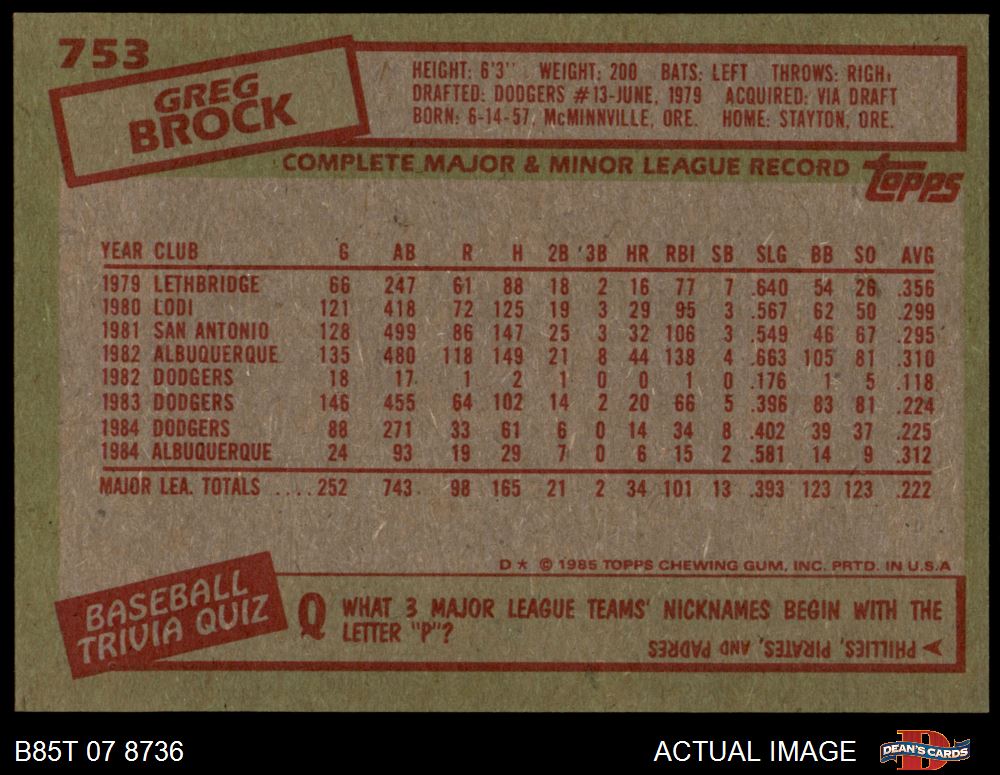 753
GREG
BROCK
HEIGHT: 6'3" WEIGHT: 200 BATS: LEFT THROWS: RIGHT
DRAFTED: DODGERS #13-JUNE, 1979 ACQUIRED: VIA DRAFT
BORN: 6-14-57, McMINNVILLE, ORE. HOME: STAYTON, ORE.
COMPLETE MAJOR & MINOR LEAGUE RECORD
topps
YEAR CLUB G AB R H 2B 3B HR RBI SB SLG BB SO AVG
1979 LETHBRIDGE 66 247 61 88 18 2 16 77 7 .640 54 26 .356
1980 LODI 121 418 72 125 19 3 29 95 3 .567 62 50 .299
1981 SAN ANTONIO 128 499 86 147 25 3 32 106 3 .549 46 67 .295
1982 ALBUQUERQUE 135 480 118 149 21 8 44 138 4 .663 105 81 .310
1982 DODGERS 18 17 1 2 1 0 0 1 0 .176 1 5 .118
1983 DODGERS 146 455 64 102 14 2 20 66 5 .396 83 81 .224
1984 DODGERS 88 271 33 61 6 0 14 34 8 .402 39 37 .225
1984 ALBUQUERQUE 24 93 19 29 7 0 6 15 2 .581 14 9 .312
MAJOR LEA. TOTALS ....252 743 98 165 21 2 34 101 13 .393 123 123 .222
D * © 1985 TOPPS CHEWING GUM, INC. PRTD. IN U.S.A
BASEBALL
TRIVIA QUIZ
Q WHAT 3 MAJOR LEAGUE TEAMS' NICKNAMES BEGIN WITH THE
LETTER "P"?
A PHILLIES, PIRATES, AND PADRES
B85T 07 8736
ACTUAL IMAGE
D
DEAN'S CARDS